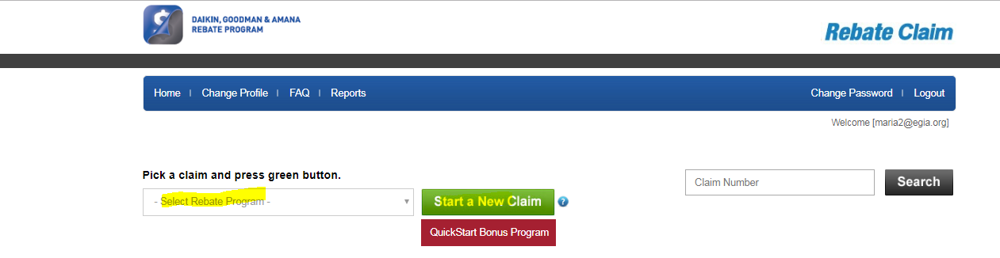 DAIKIN, GOODMAN & AMANA
REBATE PROGRAM
Rebate Claim
Home | Change Profile | FAQ | Reports
Change Password | Logout
Welcome [maria2@egia.org]
Pick a claim and press green button.
- Select Rebate Program -
Start a New Claim
?
Claim Number
Search
QuickStart Bonus Program